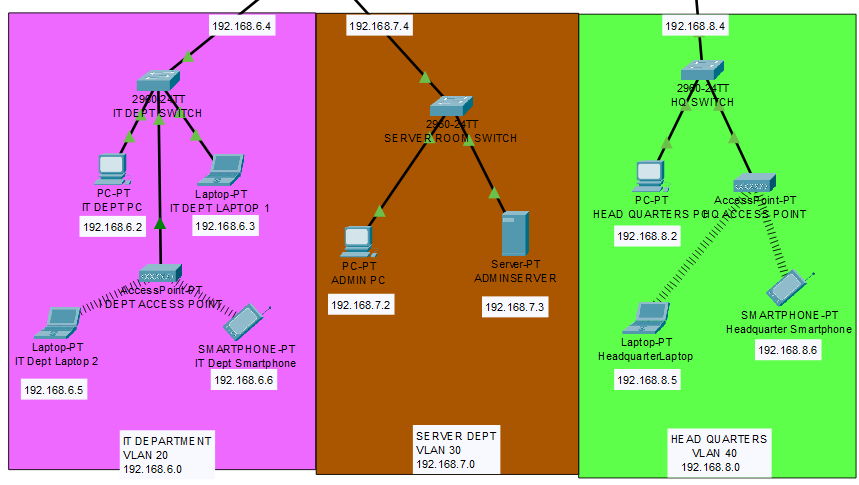 192.168.6.4
2960-24TT
IT DEPT SWITCH
PC-PT
IT DEPT PC
192.168.6.2
Laptop-PT
IT DEPT LAPTOP 1
192.168.6.3
AccessPoint-PT
DEPT ACCESS POINT
Laptop-PT
IT Dept Laptop 2
192.168.6.5
SMARTPHONE-PT
IT Dept Smartphone
192.168.6.6
IT DEPARTMENT
VLAN 20
192.168.6.0
192.168.7.4
2960-24TT
SERVER ROOM SWITCH
PC-PT
ADMIN PC
192.168.7.2
Server-PT
ADMINSERVER
192.168.7.3
SERVER DEPT
VLAN 30
192.168.7.0
192.168.8.4
2960-24TT
HQ SWITCH
PC-PT
HEAD QUARTERS PC
192.168.8.2
AccessPoint-PT
HQ ACCESS POINT
Laptop-PT
HeadquarterLaptop
192.168.8.5
SMARTPHONE-PT
Headquarter Smartphone
192.168.8.6
HEAD QUARTERS
VLAN 40
192.168.8.0